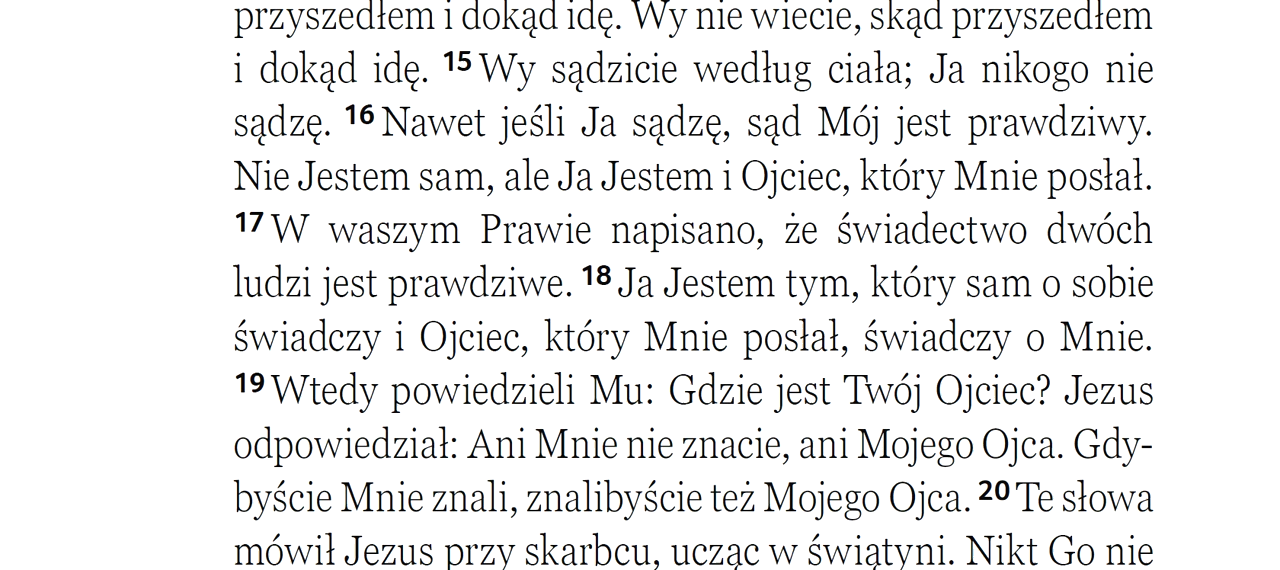 przyszedłem i dokąd idę. Wy nie wiecie, skąd przyszedłem
i dokąd idę. 15 Wy sądzicie według ciała; Ja nikogo nie
sądzę. 16 Nawet jeśli Ja sądzę, sąd Mój jest prawdziwy.
Nie Jestem sam, ale Ja Jestem i Ojciec, który Mnie posłał.
17 W waszym Prawie napisano, że świadectwo dwóch
ludzi jest prawdziwe. 18 Ja Jestem tym, który sam o sobie
świadczy i Ojciec, który Mnie posłał, świadczy o Mnie.
19 Wtedy powiedzieli Mu: Gdzie jest Twój Ojciec? Jezus
odpowiedział: Ani Mnie nie znacie, ani Mojego Ojca. Gdy-
byście Mnie znali, znalibyście też Mojego Ojca. 20 Te słowa
mówił Jezus przy skarbcu, ucząc w świątyni. Nikt Go nie